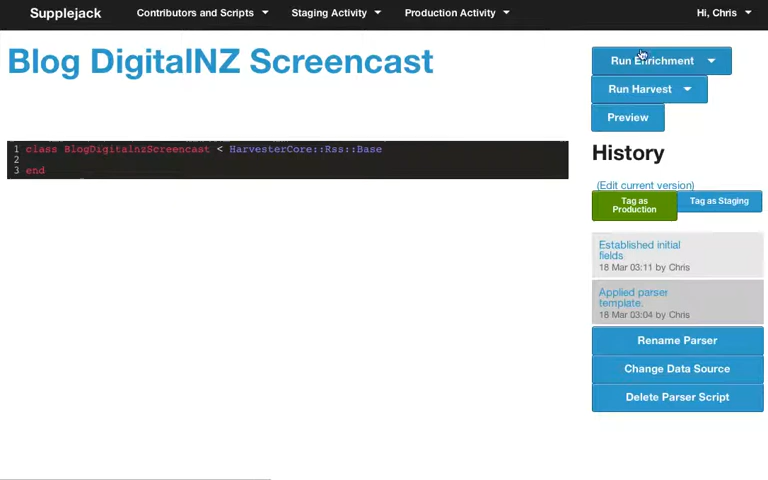 Supplejack
Contributors and Scripts
Staging Activity
Production Activity
Hi, Chris
Blog DigitalNZ Screencast
Run Enrichment
Run Harvest
Preview
1 class BlogDigitalnzScreencast < HarvesterCore::Rss::Base
2
3 end
History
(Edit current version)
Tag as
Production
Tag as Staging
Established initial
fields
18 Mar 03:11 by Chris
Applied parser
template.
18 Mar 03:04 by Chris
Rename Parser
Change Data Source
Delete Parser Script